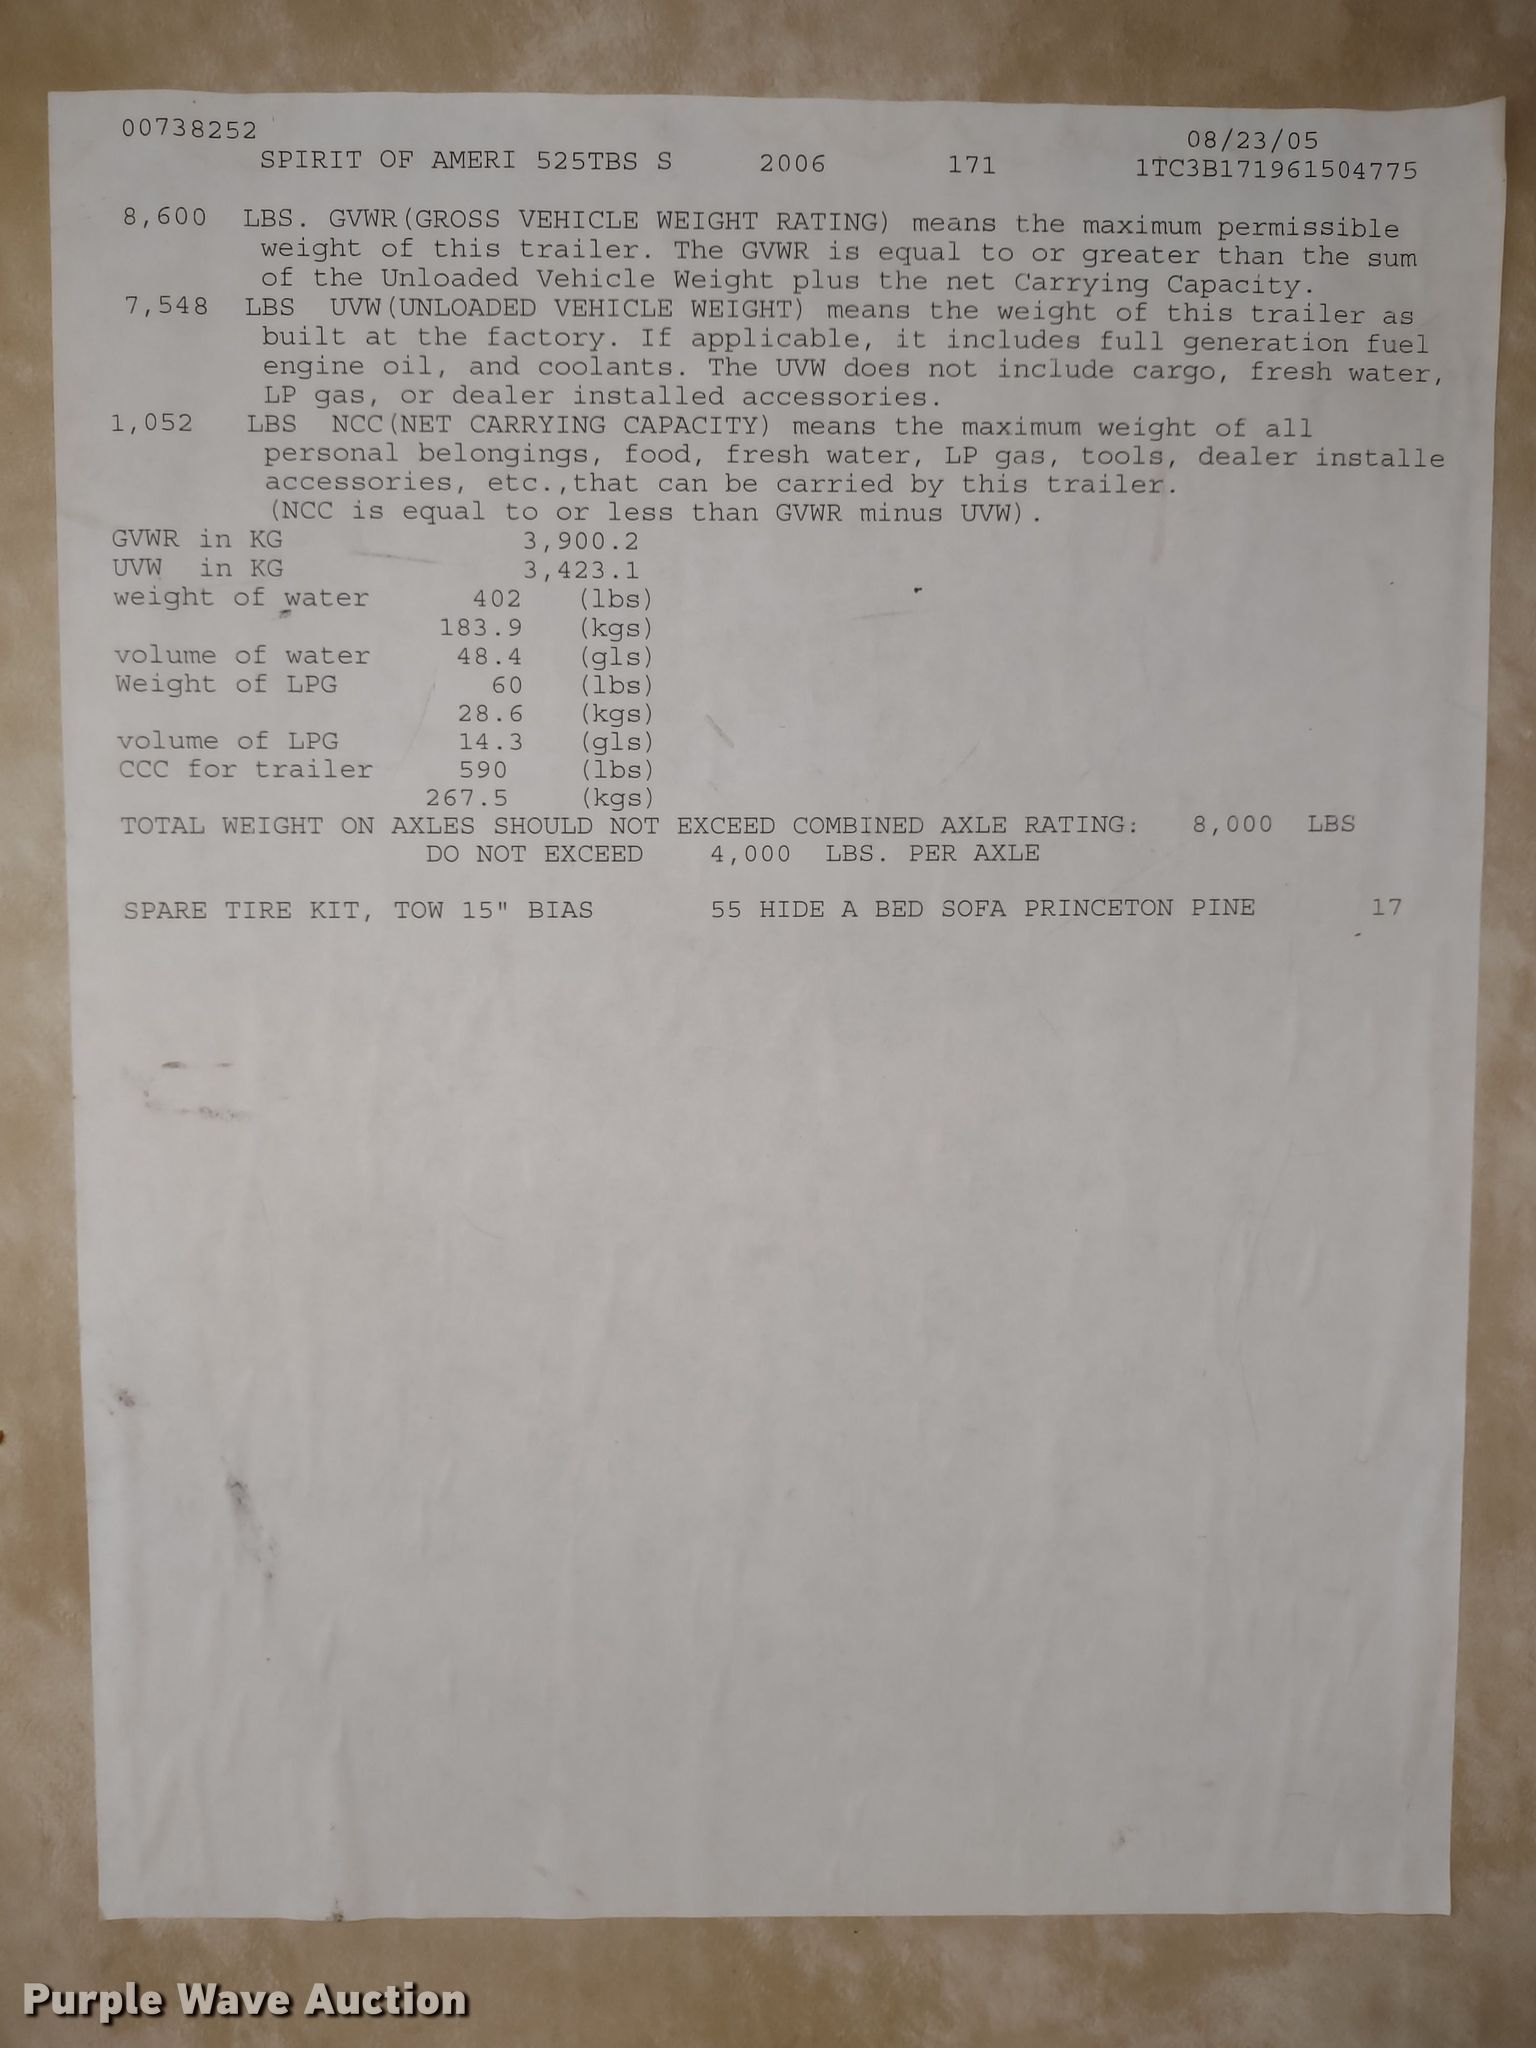 00738252
08/23/05
SPIRIT OF AMERI 525TBS S 2006 171 1TC3B171961504775
8,600 LBS. GVWR(GROSS VEHICLE WEIGHT RATING) means the maximum permissible
weight of this trailer. The GVWR is equal to or greater than the sum
of the Unloaded Vehicle Weight plus the net Carrying Capacity.
7,548 LBS UVW(UNLOADED VEHICLE WEIGHT) means the weight of this trailer as
built at the factory. If applicable, it includes full generation fuel
engine oil, and coolants. The UVW does not include cargo, fresh water,
LP gas, or dealer installed accessories.
1,052 LBS NCC(NET CARRYING CAPACITY) means the maximum weight of all
personal belongings, food, fresh water, LP gas, tools, dealer installe
accessories, etc.,that can be carried by this trailer.
(NCC is equal to or less than GVWR minus UVW).
GVWR in KG 3,900.2
UVW in KG 3,423.1
weight of water 402 (lbs)
183.9 (kgs)
volume of water 48.4 (gls)
Weight of LPG 60 (lbs)
28.6 (kgs)
volume of LPG 14.3 (gls)
CCC for trailer 590 (lbs)
267.5 (kgs)
TOTAL WEIGHT ON AXLES SHOULD NOT EXCEED COMBINED AXLE RATING: 8,000 LBS
DO NOT EXCEED 4,000 LBS. PER AXLE
SPARE TIRE KIT, TOW 15" BIAS 55 HIDE A BED SOFA PRINCETON PINE 17
Purple Wave Auction